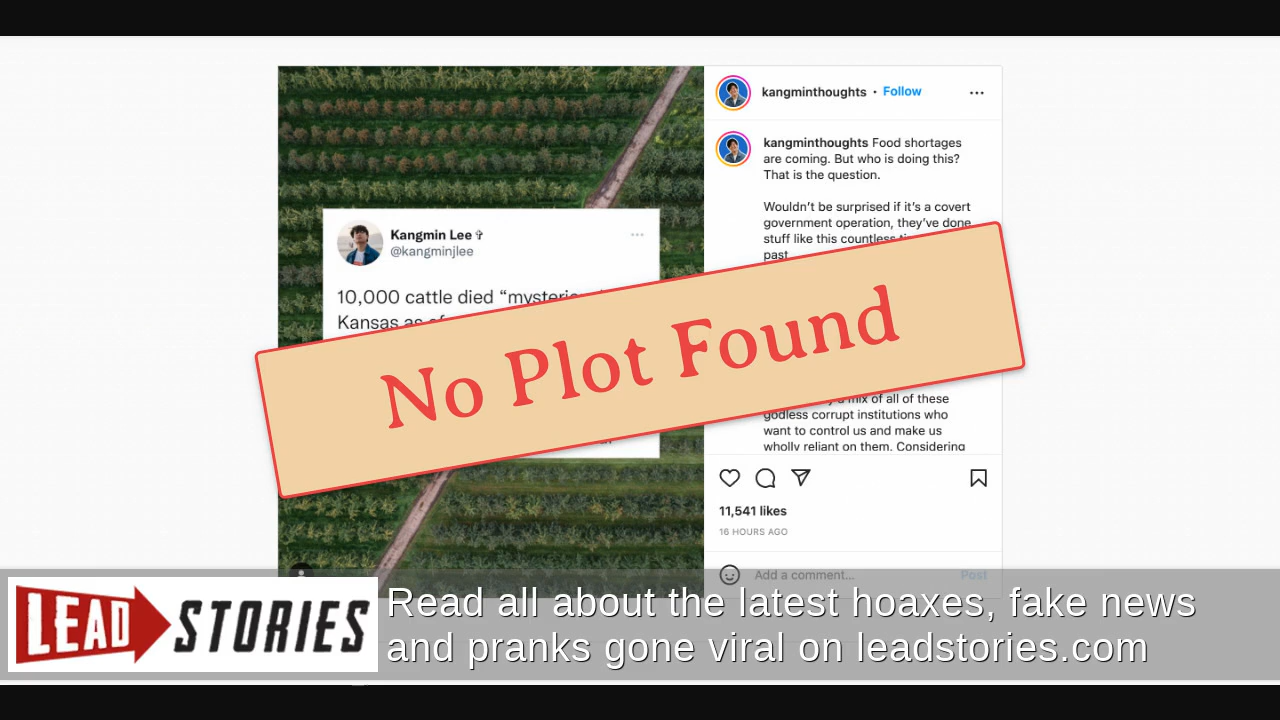 kangminthoughts • Follow
kangminthoughts Food shortages
are coming. But who is doing this?
That is the question.
Wouldn't be surprised if it's a covert
government operation, they've done
stuff like this countless
past
Kangmin Lee ✞
@kangminjlee
10,000 cattle died “
Kansas as of
No Plot Found
mix of all of these
godless corrupt institutions who
want to control us and make us
wholly reliant on them. Considering
11,541 likes
16 HOURS AGO
Add a comment...
Post
LEAD STORIES
Read all about the latest hoaxes, fake news
and pranks gone viral on leadstories.com